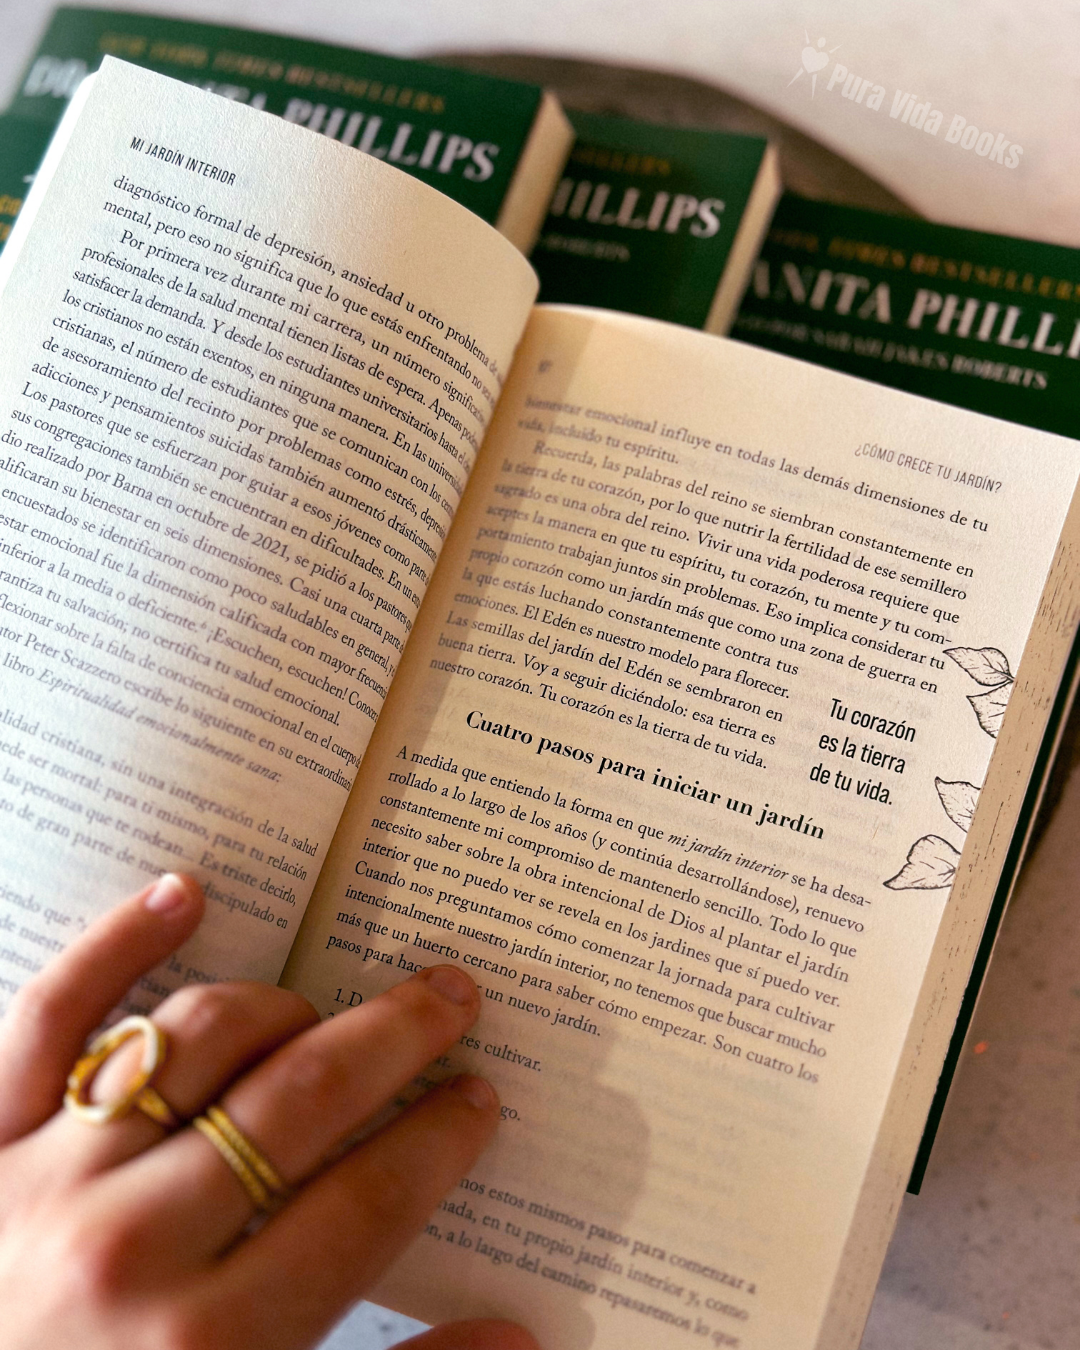 Pura Vida Books
NEW YORK TIMES BESTSELLERS
PHILLIPS
PHILLIPS
ROBERTS
TIMES BESTSELLERS
ANITA PHILLI
SARAH JAKES ROBERTS
MI JARDÍN INTERIOR
diagnóstico formal de depresión, ansiedad u otro problema de
mental, pero eso no significa que lo que estás enfrentando no sea
Por primera vez durante mi carrera, un número
profesionales de la salud mental tienen listas de espera. Apenas
satisfacer la demanda. Y desde los estudiantes universitarios hasta
los cristianos no están exentos, en ninguna manera. En las
cristianas, el número de estudiantes que se comunican con los
de asesoramiento del recinto por problemas como estrés,
adicciones y pensamientos suicidas también aumentó drásticamente
Los pastores que se esfuerzan por guiar a esos jóvenes como parte
sus congregaciones también se encuentran en dificultades. En un
dio realizado por Barna en octubre de 2021, se pidió a los pastores
alificaran su bienestar en seis dimensiones. Casi una cuarta parte
encuestados se identificaron como poco saludables en general,
estar emocional fue la dimensión calificada con mayor
inferior a la media o deficiente.⁶ ¡Escuchen, escuchen!
rantiza tu salvación, no certifica tu salud emocional.
flexionar sobre la falta de conciencia emocional en el cuerpo
utor Peter Scazzero escribe lo siguiente en su
libro Espiritualidad emocionalmente sana:
alidad cristiana, sin una integración de la salud
ede ser mortal: para ti mismo, para tu relación
las personas que te rodean... Es triste decirlo,
to de gran parte de discipulado en
¿CÓMO CRECE TU JARDÍN?
bienestar emocional influye en todas las demás dimensiones de tu
vida, incluido tu espíritu.
Recuerda, las palabras del reino se siembran constantemente en
la tierra de tu corazón, por lo que nutrir la fertilidad de ese semillero
sagrado es una obra del reino. Vivir una vida poderosa requiere que
aceptes la manera en que tu espíritu, tu corazón, tu mente y tu com-
portamiento trabajan juntos sin problemas. Eso implica considerar tu
propio corazón como un jardín más que como una zona de guerra en
la que estás luchando constantemente contra tus
emociones. El Edén es nuestro modelo para florecer.
Las semillas del jardín del Edén se sembraron en
buena tierra. Voy a seguir diciéndolo: esa tierra es
nuestro corazón. Tu corazón es la tierra de tu vida.
Tu corazón
es la tierra
de tu vida.
Cuatro pasos para iniciar un jardín
A medida que entiendo la forma en que mi jardín interior se ha desa-
rrollado a lo largo de los años (y continúa desarrollándose), renuevo
constantemente mi compromiso de mantenerlo sencillo. Todo lo que
necesito saber sobre la obra intencional de Dios al plantar el jardín
interior que no puedo ver se revela en los jardines que sí puedo ver.
Cuando nos preguntamos cómo comenzar la jornada para cultivar
intencionalmente nuestro jardín interior, no tenemos que buscar mucho
más que un huerto cercano para saber cómo empezar. Son cuatro los
pasos para hac un nuevo jardín.
1. D
res cultivar.
go.
nos estos mismos pasos para comenzar a
nada, en tu propio jardín interior y, como
ón, a lo largo del camino repasaremos lo que